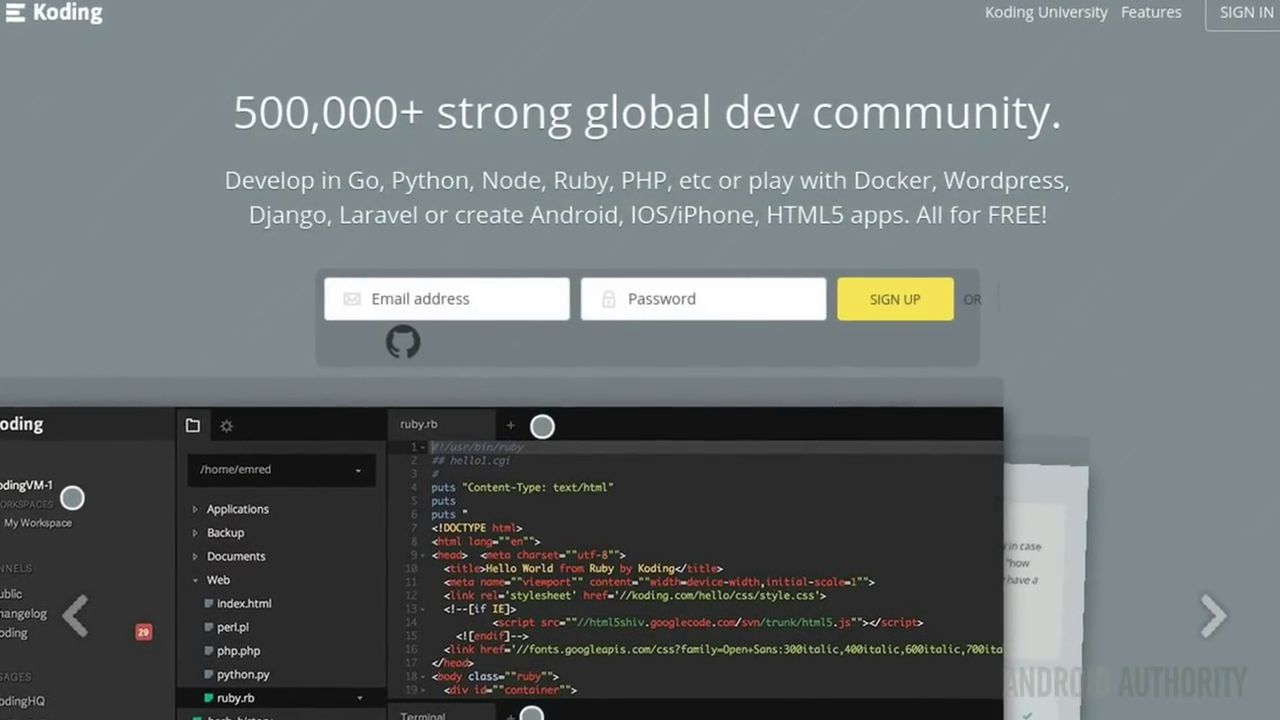 Koding
Koding University
Features
SIGN IN
500,000+ strong global dev community.
Develop in Go, Python, Node, Ruby, PHP, etc or play with Docker, Wordpress,
Django, Laravel or create Android, IOS/iPhone, HTML5 apps. All for FREE!
Email address
Password
SIGN UP
OR
oding
odingVM-1
ORKSPACES
My Workspace
NNELS
ublic
hangelog
oding
29
SAGES
odingHQ
/home/emred
Applications
Backup
Documents
Web
index.html
perl.pl
php.php
python.py
ruby.rb
ruby.rb
+
1 #!/usr/bin/ruby
2 ## hello1.cgi
3 #
4 puts "Content-Type: text/html"
5 puts
6 puts "
7 <!DOCTYPE html>
8 <html lang=""en"">
9 <head> <meta charset=""utf-8"">
10 <title>Hello World from Ruby by Koding</title>
11 <meta name=""viewport"" content=""width=device-width,initial-scale=1"">
12 <link rel='stylesheet' href='//koding.com/hello/css/style.css'>
13 <!--[if IE]>
14 <script src=""//html5shiv.googlecode.com/svn/trunk/html5.js""></script>
15 <![endif]-->
16 <link href='//fonts.googleapis.com/css?family=Open+Sans:300italic,400italic,600italic,700ita
17 </head>
18 <body class=""ruby"">
19 <div id=""container"">
Terminal
in case
"how
have a
ANDROID AUTHORITY